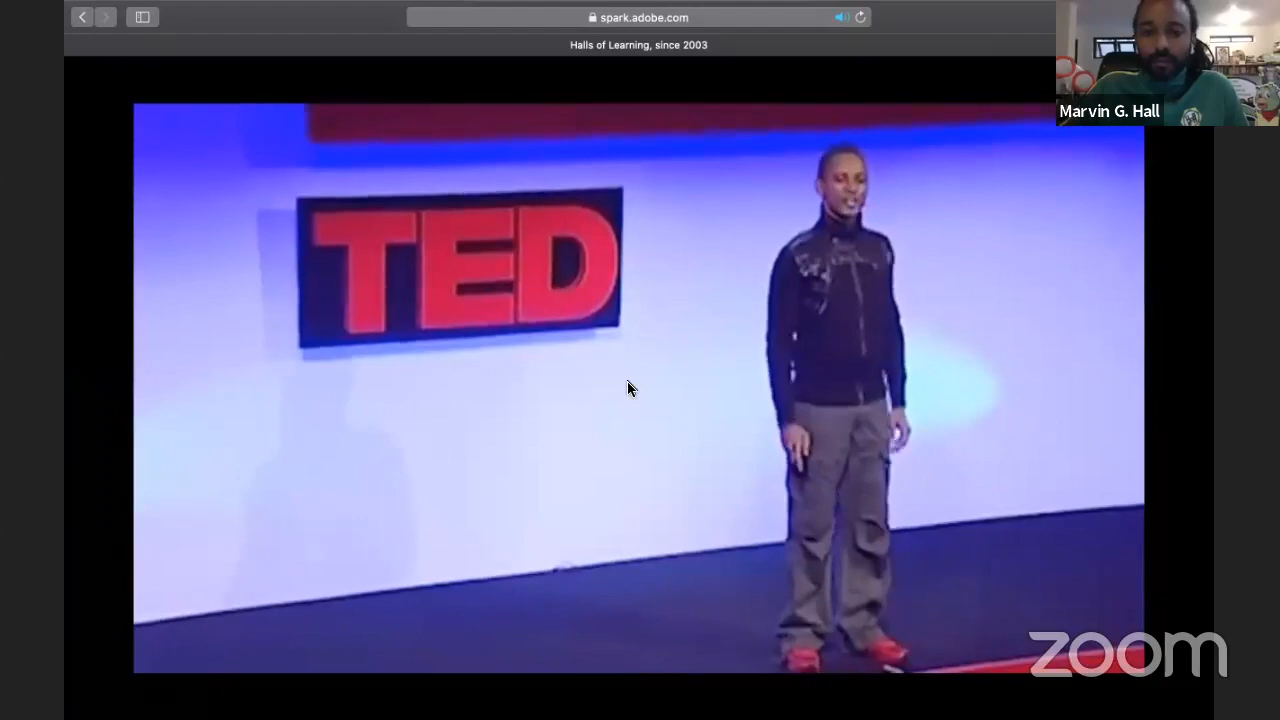 spark.adobe.com
Halls of Learning, since 2003
Marvin G. Hall
TED
zoom